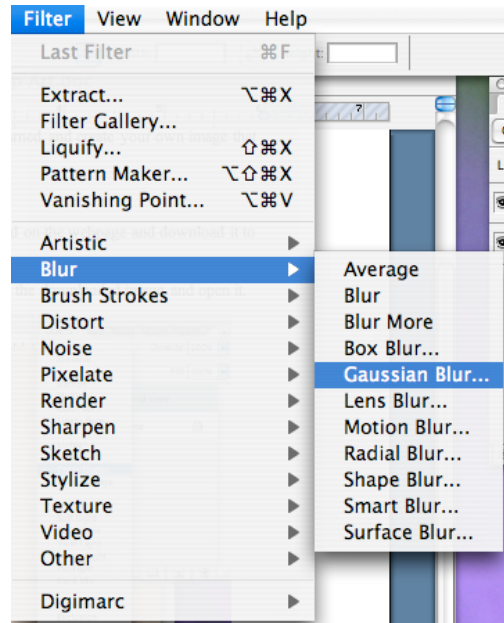 Filter View Window Help
Last Filter ⌘F
Extract... ⌥⌘X
Filter Gallery...
Liquify... ⇧⌘X
Pattern Maker... ⌥⇧⌘X
Vanishing Point... ⌥⌘V
Artistic
Blur
Brush Strokes
Distort
Noise
Pixelate
Render
Sharpen
Sketch
Stylize
Texture
Video
Other
Digimarc
Average
Blur
Blur More
Box Blur...
Gaussian Blur...
Lens Blur...
Motion Blur...
Radial Blur...
Shape Blur...
Smart Blur...
Surface Blur...
7